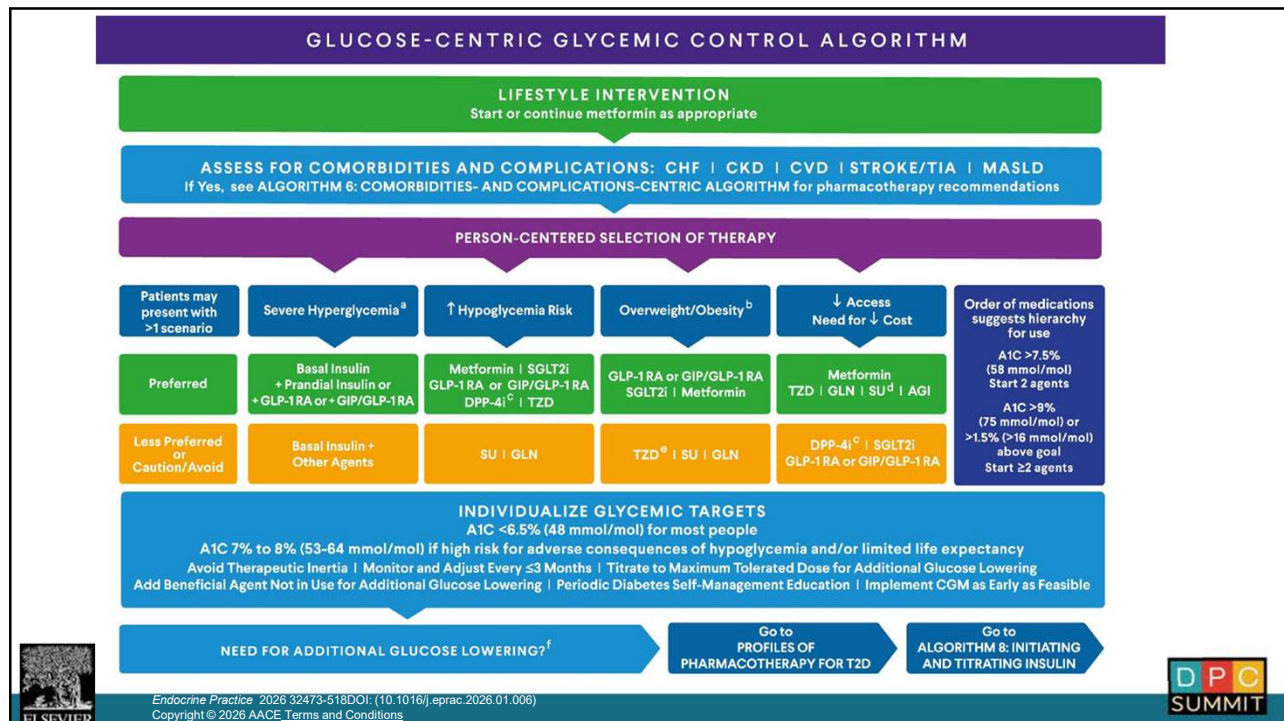 GLUCOSE-CENTRIC GLYCEMIC CONTROL ALGORITHM
LIFESTYLE INTERVENTION
Start or continue metformin as appropriate
ASSESS FOR COMORBIDITIES AND COMPLICATIONS: CHF | CKD | CVD | STROKE/TIA | MASLD
If Yes, see ALGORITHM 6: COMORBIDITIES- AND COMPLICATIONS-CENTRIC ALGORITHM for pharmacotherapy recommendations
PERSON-CENTERED SELECTION OF THERAPY
Patients may
present with
>1 scenario
Severe Hyperglycemia a
↑ Hypoglycemia Risk
Overweight/Obesity b
↓ Access
Need for ↓ Cost
Preferred
Basal Insulin
+ Prandial Insulin or
+ GLP-1 RA or + GIP/GLP-1 RA
Metformin | SGLT2i
GLP-1 RA or GIP/GLP-1 RA
DPP-4i c | TZD
GLP-1 RA or GIP/GLP-1 RA
SGLT2i | Metformin
Metformin
TZD | GLN | SU d | AGI
Less Preferred
or
Caution/Avoid
Basal Insulin +
Other Agents
SU | GLN
TZD e | SU | GLN
DPP-4i c | SGLT2i
GLP-1 RA or GIP/GLP-1 RA
Order of medications
suggests hierarchy
for use
A1C >7.5%
(58 mmol/mol)
Start 2 agents
A1C >9%
(75 mmol/mol) or
>1.5% (>16 mmol/mol)
above goal
Start ≥2 agents
INDIVIDUALIZE GLYCEMIC TARGETS
A1C <6.5% (48 mmol/mol) for most people
A1C 7% to 8% (53-64 mmol/mol) if high risk for adverse consequences of hypoglycemia and/or limited life expectancy
Avoid Therapeutic Inertia | Monitor and Adjust Every ≤3 Months | Titrate to Maximum Tolerated Dose for Additional Glucose Lowering
Add Beneficial Agent Not in Use for Additional Glucose Lowering | Periodic Diabetes Self-Management Education | Implement CGM as Early as Feasible
NEED FOR ADDITIONAL GLUCOSE LOWERING? f
Go to
PROFILES OF
PHARMACOTHERAPY FOR T2D
Go to
ALGORITHM 8: INITIATING
AND TITRATING INSULIN
ELSEVIER
Endocrine Practice 2026 32473-518DOI: (10.1016/j.eprac.2026.01.006)
Copyright © 2026 AACE Terms and Conditions
DPC
SUMMIT